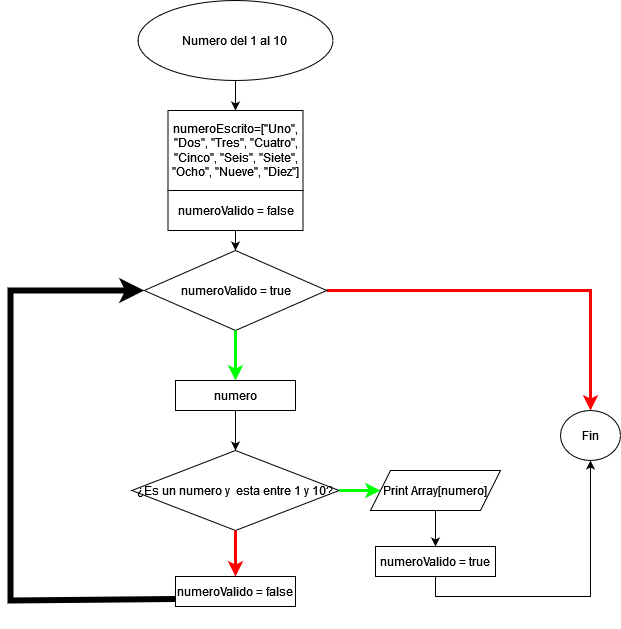 Numero del 1 al 10
numeroEscrito=["Uno",
"Dos", "Tres", "Cuatro",
"Cinco", "Seis", "Siete",
"Ocho", "Nueve", "Diez"]
numeroValido = false
numeroValido = true
numero
Fin
¿Es un numero y esta entre 1 y 10?
Print Array[numero]
numeroValido = true
numeroValido = false